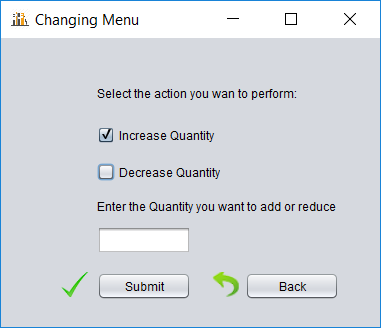 Changing Menu
Select the action you wan to perform:
Increase Quantity
Decrease Quantity
Enter the Quantity you want to add or reduce
Submit
Back